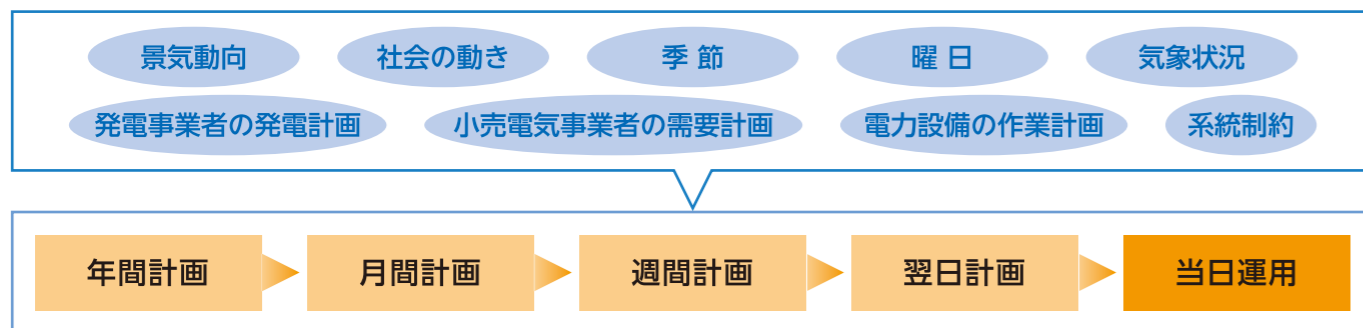 景気動向 社会の動き 季 節 曜 日 気象状況
発電事業者の発電計画 小売電気事業者の需要計画 電力設備の作業計画 系統制約
年間計画 月間計画 週間計画 翌日計画 当日運用